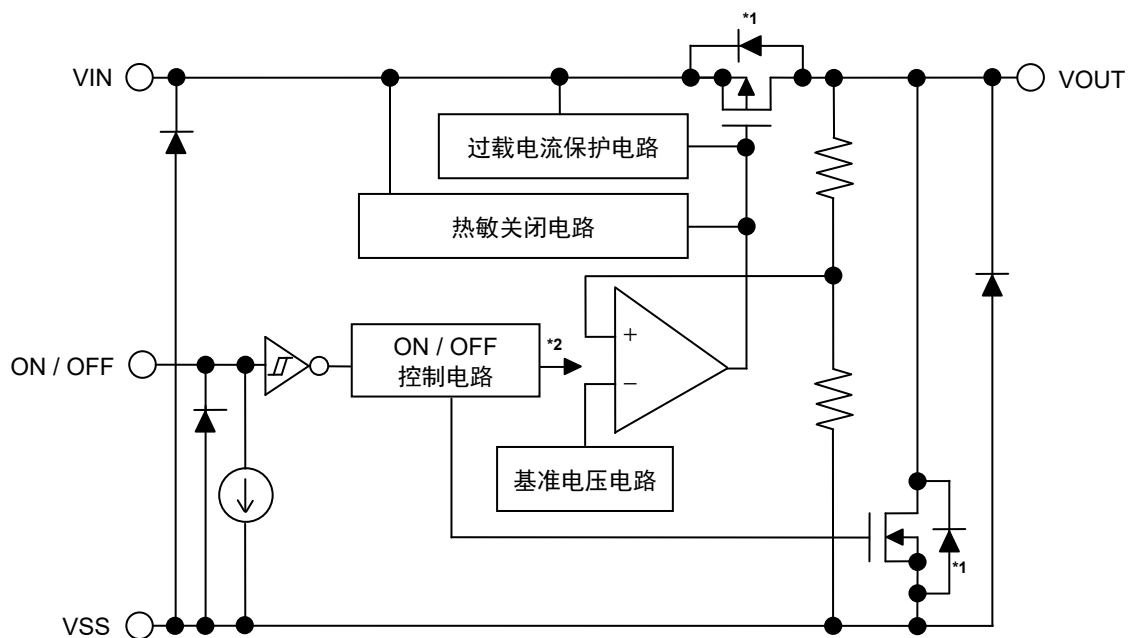 *1
VIN
VOUT
过载电流保护电路
热敏关闭电路
ON / OFF
ON / OFF
控制电路
*2
+
−
基准电压电路
*1
VSS